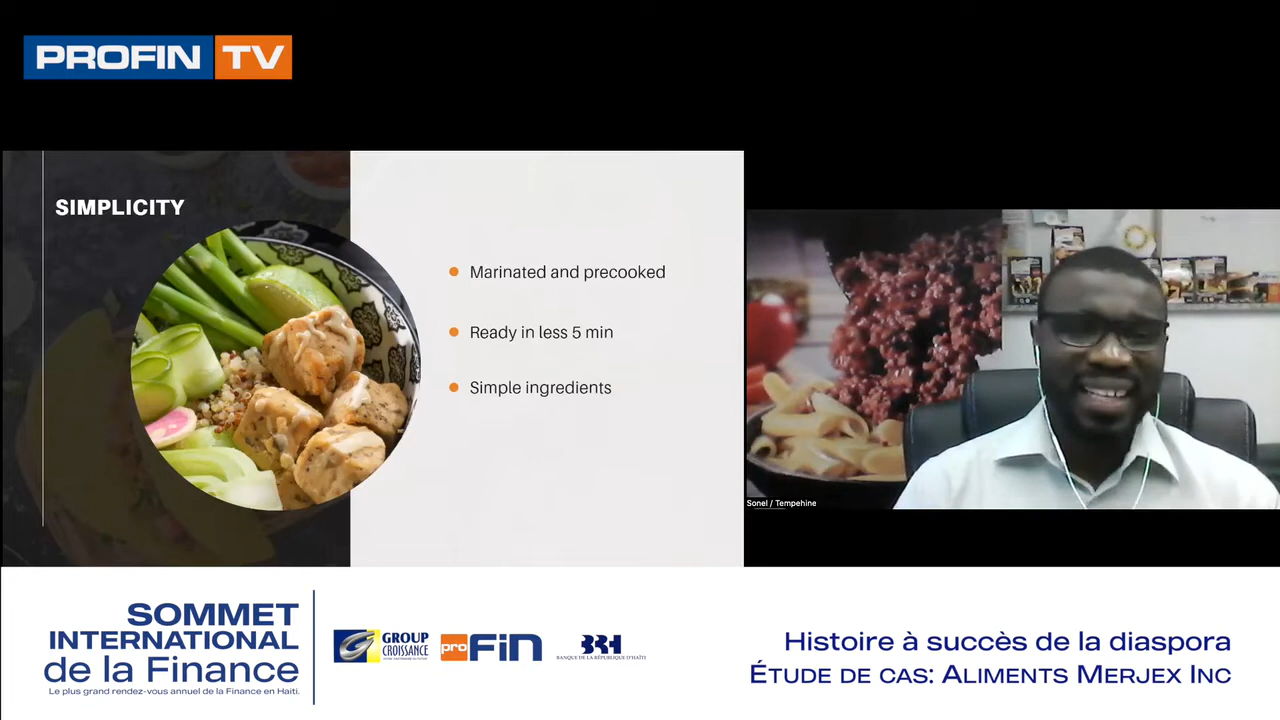 PROFIN TV
SIMPLICITY
Marinated and precooked
Ready in less 5 min
Simple ingredients
Sonel / Tempehine
SOMMET
INTERNATIONAL
de la Finance
Le plus grand rendez-vous annuel de la Finance en Haïti.
GROUP
CROISSANCE
pro FIN
BRH
BANQUE DE LA RÉPUBLIQUE D'HAÏTI
Histoire à succès de la diaspora
ÉTUDE DE CAS: ALIMENTS MERJEX INC